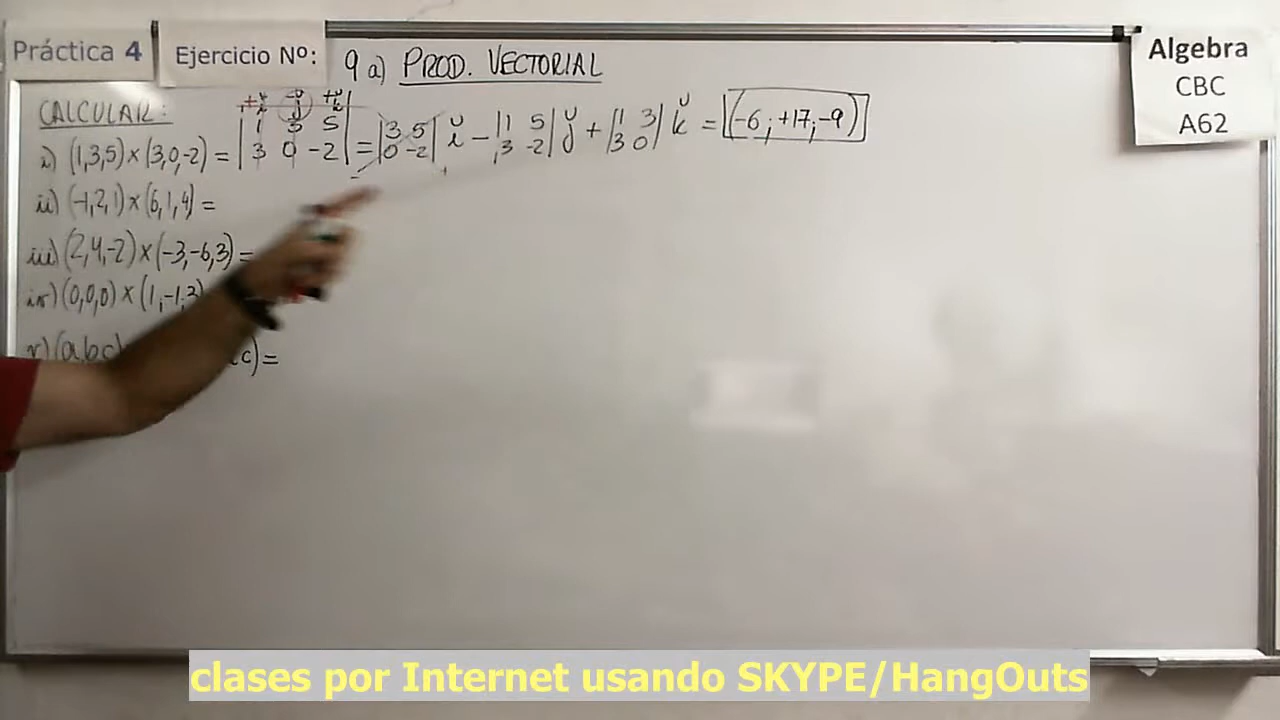 Práctica 4
Ejercicio Nº:
9 a) PROD. VECTORIAL
Algebra
CBC
A62
CALCULAR:
+i -j +k
i) (1,3,5)×(3,0,-2) = |1 3 5 / 3 0 -2| = |3 5 / 0 -2| i - |1 5 / 3 -2| j + |1 3 / 3 0| k = (-6; +17; -9)
ii) (-1,2,1)×(6,1,4) =
iii) (2,4,-2)×(-3,-6,3) =
iv) (0,0,0)×(1,-1,2)
v) (a,b,c) c) =
clases por Internet usando SKYPE/HangOuts